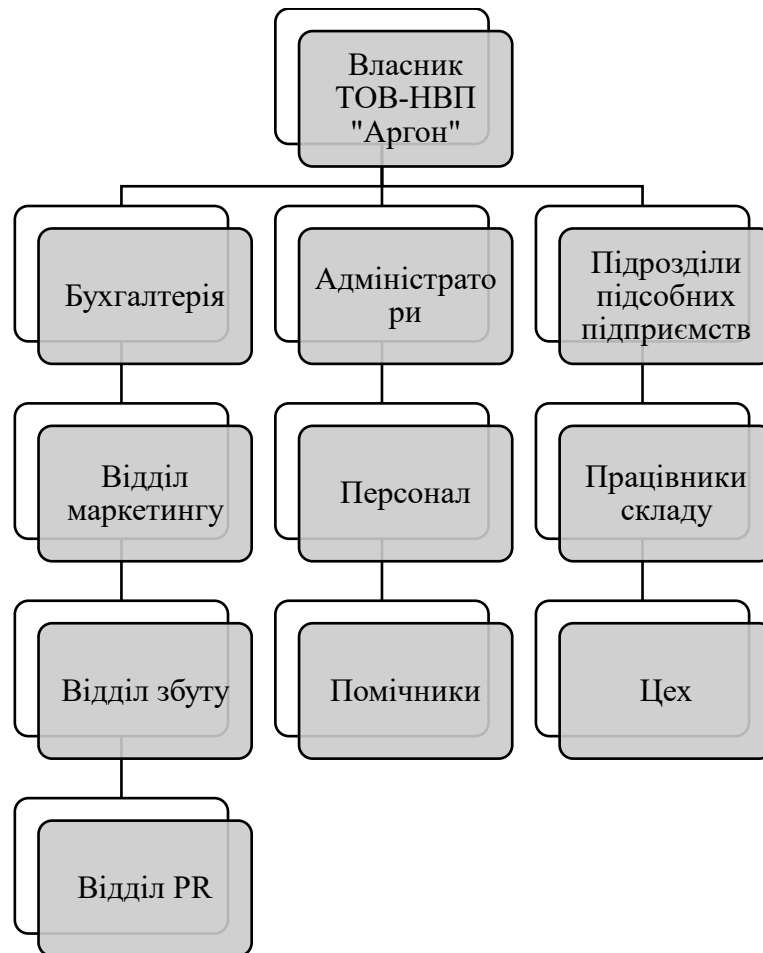 Власник
ТОВ-НВП
"Аргон"
Бухгалтерія
Адміністрато
ри
Підрозділи
підсобних
підприємств
Відділ
маркетингу
Персонал
Працівники
складу
Відділ збуту
Помічники
Цех
Відділ PR